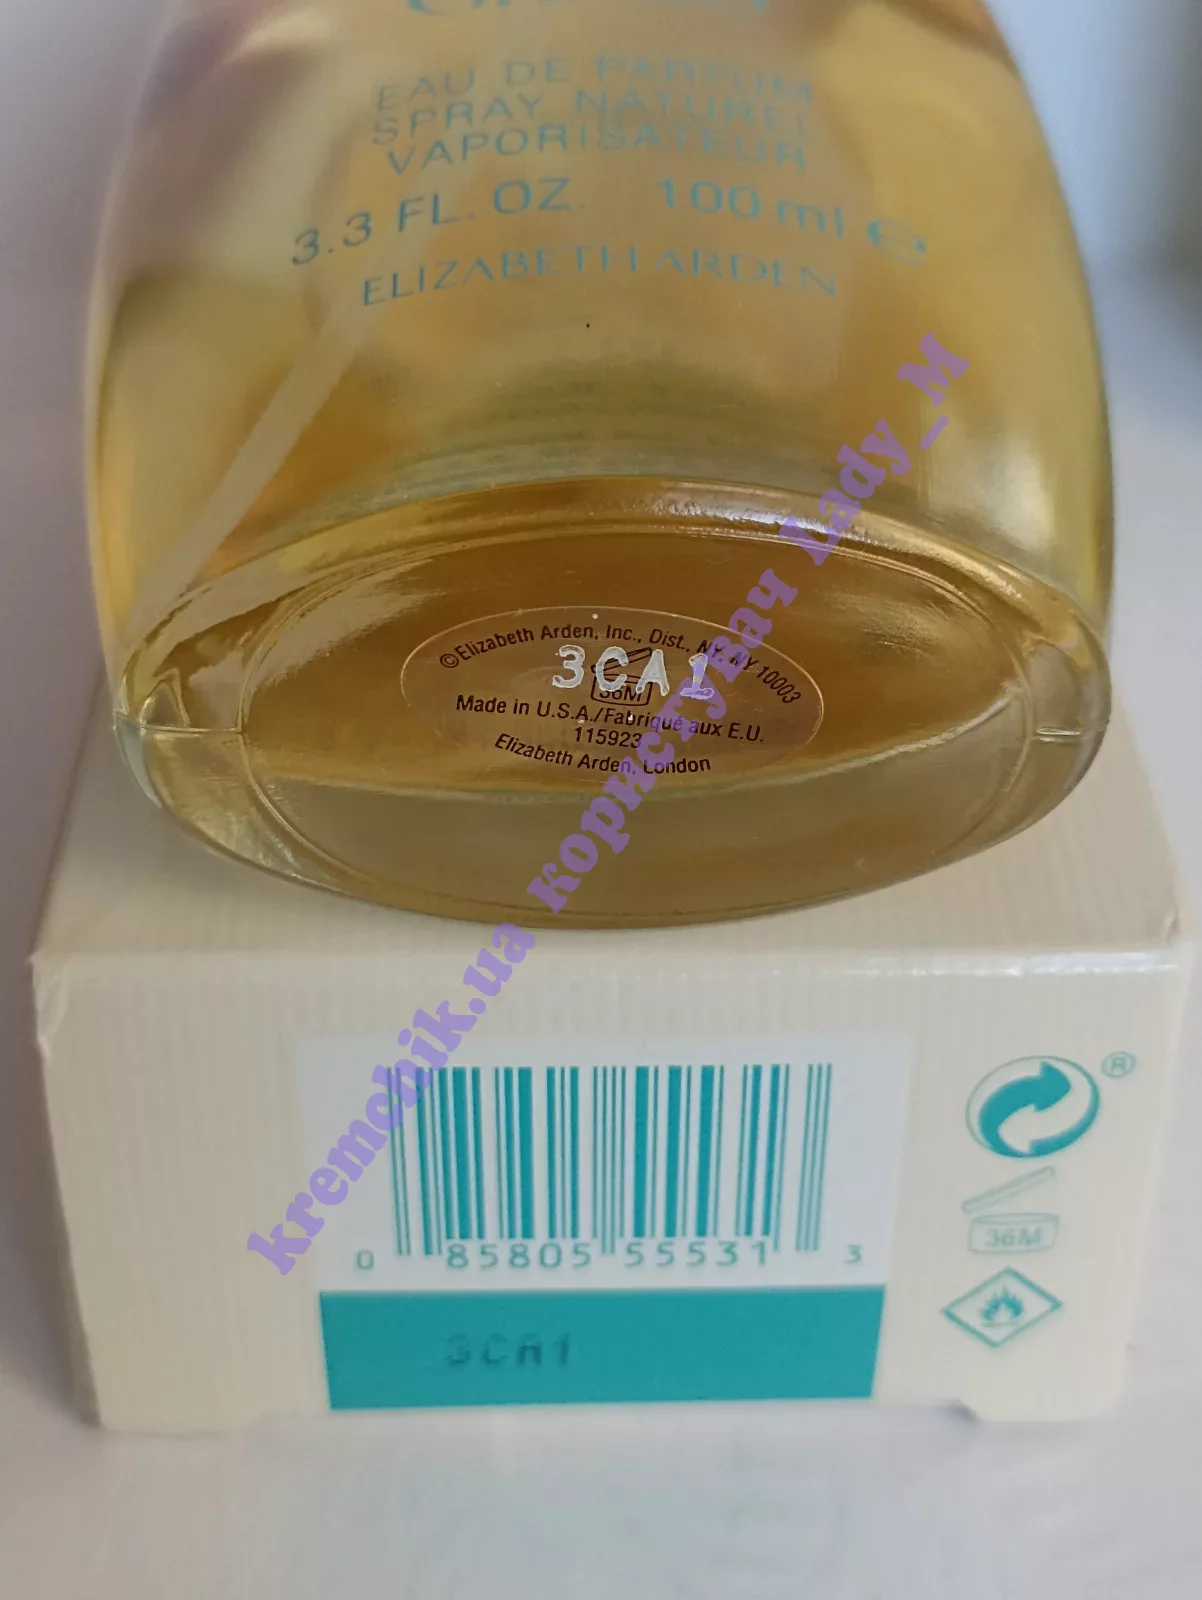 EAU DE PARFUM
SPRAY NATUREL
VAPORISATEUR
3.3 FL. OZ. 100 ml e
ELIZABETH ARDEN
©Elizabeth Arden, Inc., Dist., NY, NY 10003
3CA1
36M
Made in U.S.A./Fabriqué aux E.U.
115923
Elizabeth Arden, London
kremchik.ua користувач Lady_M
®
36M
0 85805 55531 3
3CA1